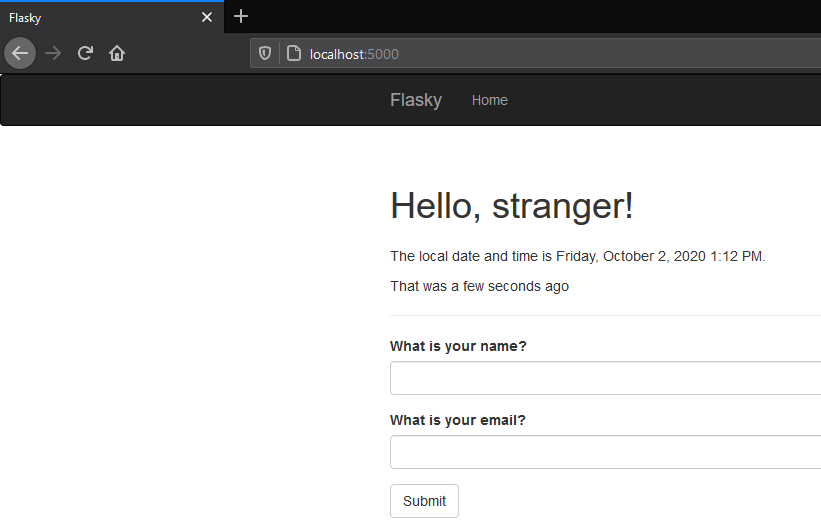 Flasky
localhost:5000
Flasky Home
Hello, stranger!
The local date and time is Friday, October 2, 2020 1:12 PM.
That was a few seconds ago
What is your name?
What is your email?
Submit